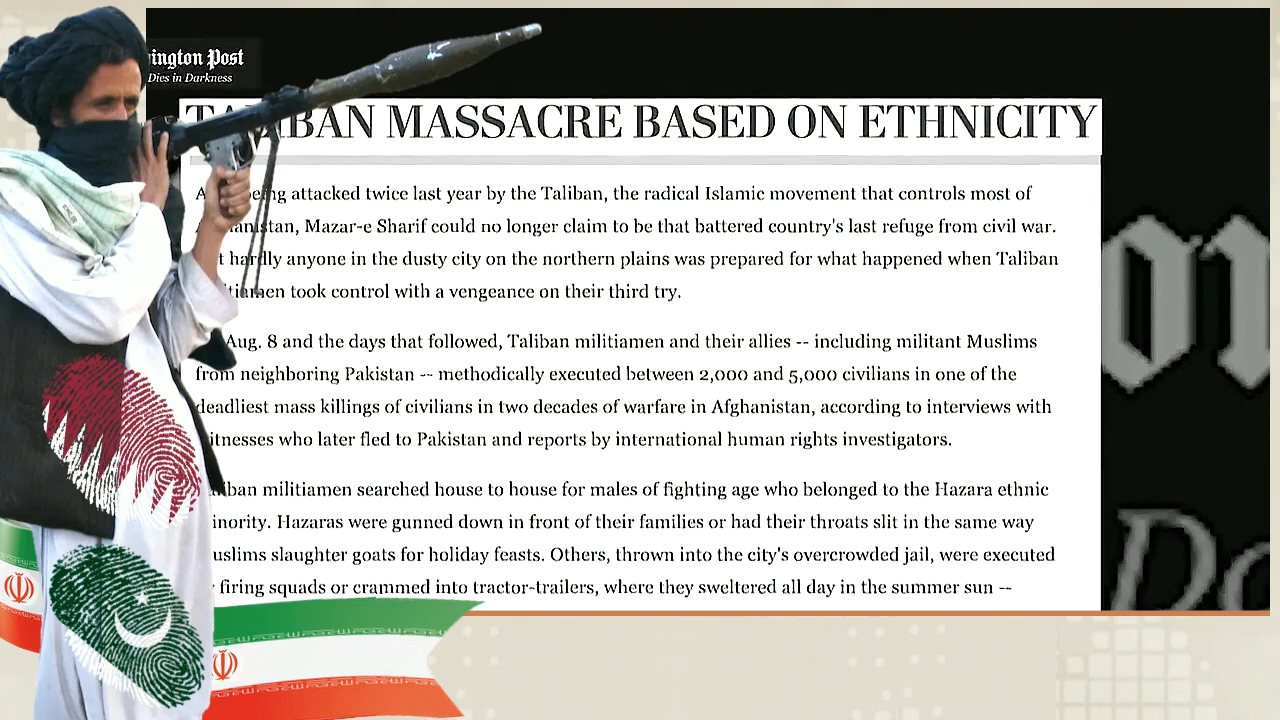 ington Post
Dies in Darkness
TALIBAN MASSACRE BASED ON ETHNICITY
being attacked twice last year by the Taliban, the radical Islamic movement that controls most of
Afghanistan, Mazar-e Sharif could no longer claim to be that battered country's last refuge from civil war.
hardly anyone in the dusty city on the northern plains was prepared for what happened when Taliban
militiamen took control with a vengeance on their third try.
Aug. 8 and the days that followed, Taliban militiamen and their allies -- including militant Muslims
from neighboring Pakistan -- methodically executed between 2,000 and 5,000 civilians in one of the
deadliest mass killings of civilians in two decades of warfare in Afghanistan, according to interviews with
witnesses who later fled to Pakistan and reports by international human rights investigators.
Taliban militiamen searched house to house for males of fighting age who belonged to the Hazara ethnic
minority. Hazaras were gunned down in front of their families or had their throats slit in the same way
Muslims slaughter goats for holiday feasts. Others, thrown into the city's overcrowded jail, were executed
firing squads or crammed into tractor-trailers, where they sweltered all day in the summer sun --
on